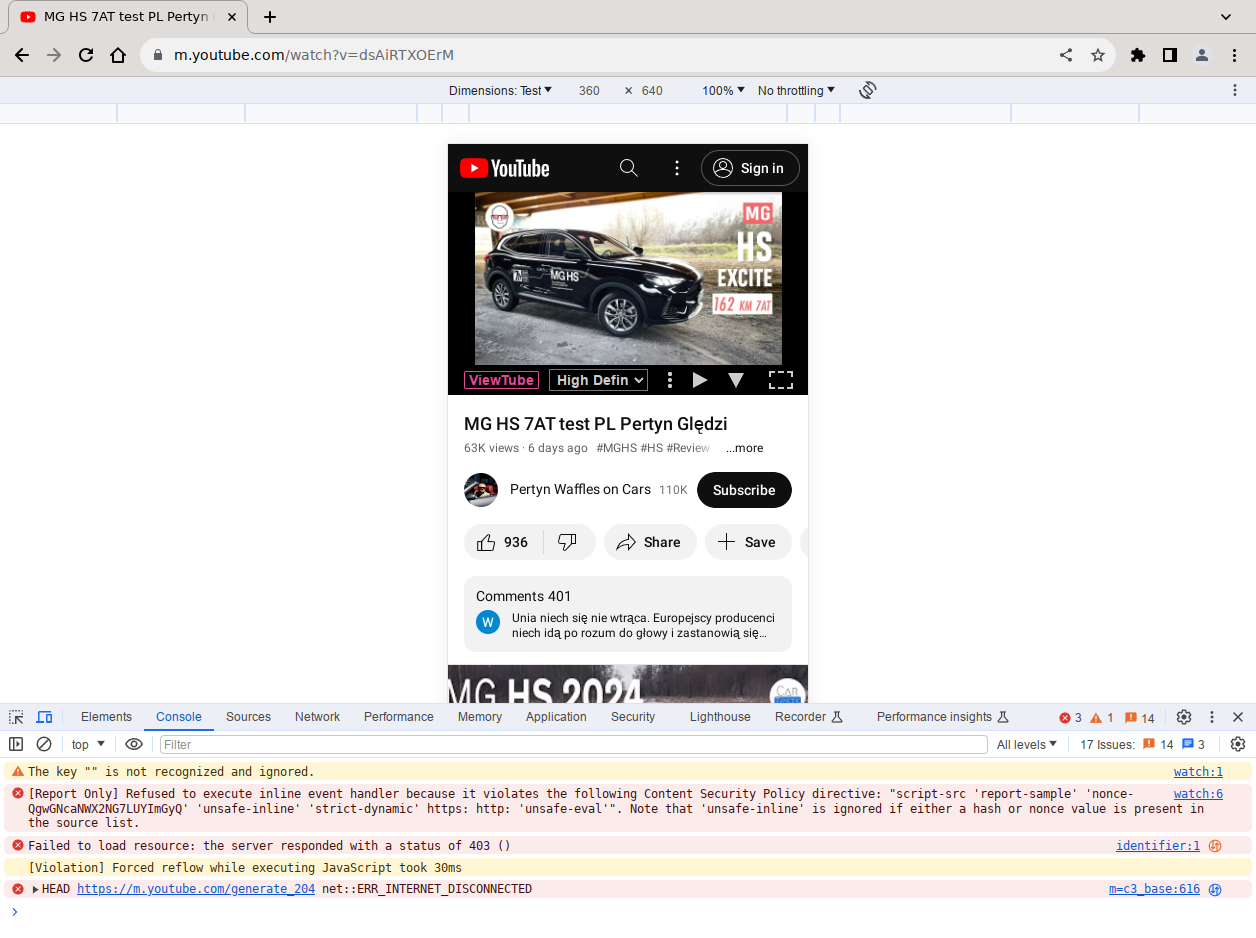 MG HS 7AT test PL Pertyn
m.youtube.com/watch?v=dsAiRTXOErM
Dimensions: Test 360 × 640 100% No throttling
YouTube Sign in
MG
HS
EXCITE
162 KM 7AT
MG HS
ViewTube High Defin
MG HS 7AT test PL Pertyn Ględzi
63K views · 6 days ago #MGHS #HS #Review ...more
Pertyn Waffles on Cars 110K Subscribe
936 Share Save
Comments 401
W
Unia niech się nie wtrąca. Europejscy producenci
niech idą po rozum do głowy i zastanowią się...
MG HS 2024
CAR
Elements Console Sources Network Performance Memory Application Security Lighthouse Recorder Performance insights 3 1 14
top Filter All levels 17 Issues: 14 3
The key "" is not recognized and ignored. watch:1
[Report Only] Refused to execute inline event handler because it violates the following Content Security Policy directive: "script-src 'report-sample' 'nonce- watch:6
QgwGNcaNWX2NG7LUYImGyQ' 'unsafe-inline' 'strict-dynamic' https: http: 'unsafe-eval'". Note that 'unsafe-inline' is ignored if either a hash or nonce value is present in
the source list.
Failed to load resource: the server responded with a status of 403 () identifier:1
[Violation] Forced reflow while executing JavaScript took 30ms
HEAD https://m.youtube.com/generate_204 net::ERR_INTERNET_DISCONNECTED m=c3_base:616